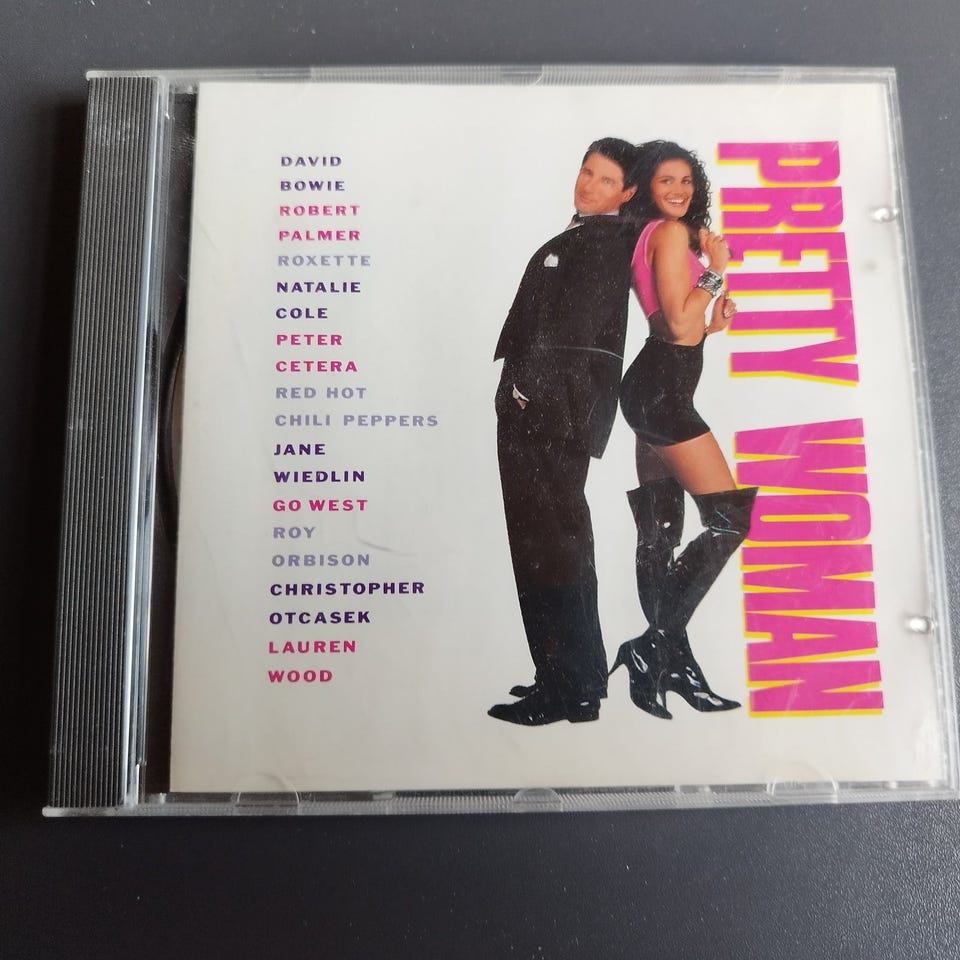 DAVID
BOWIE
ROBERT
PALMER
ROXETTE
NATALIE
COLE
PETER
CETERA
RED HOT
CHILI PEPPERS
JANE
WIEDLIN
GO WEST
ROY
ORBISON
CHRISTOPHER
OTCASEK
LAUREN
WOOD
PRETTY WOMAN